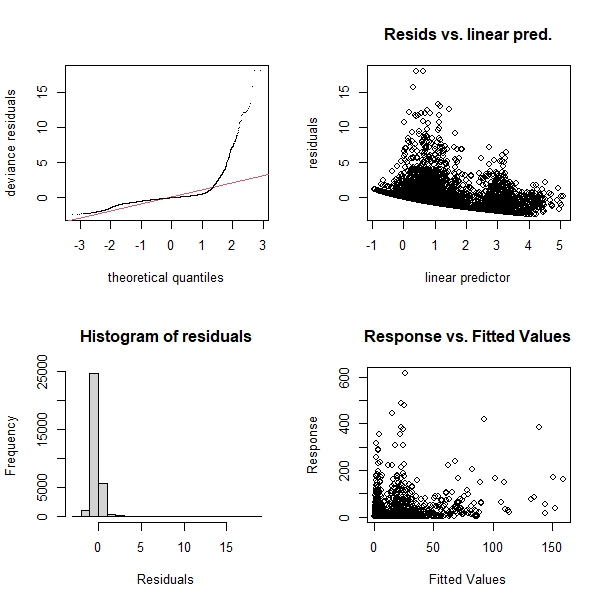 deviance residuals
0 5 10 15
-3 -2 -1 0 1 2 3
theoretical quantiles
Resids vs. linear pred.
residuals
0 5 10 15
-1 0 1 2 3 4 5
linear predictor
Histogram of residuals
Frequency
0 5000 15000 25000
0 5 10 15
Residuals
Response vs. Fitted Values
Response
0 200 400 600
0 50 100 150
Fitted Values